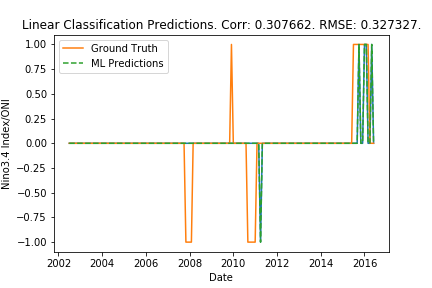 Linear Classification Predictions. Corr: 0.307662. RMSE: 0.327327.
Ground Truth
ML Predictions
1.00
0.75
0.50
0.25
0.00
−0.25
−0.50
−0.75
−1.00
Nino3.4 Index/ONI
2002 2004 2006 2008 2010 2012 2014 2016
Date